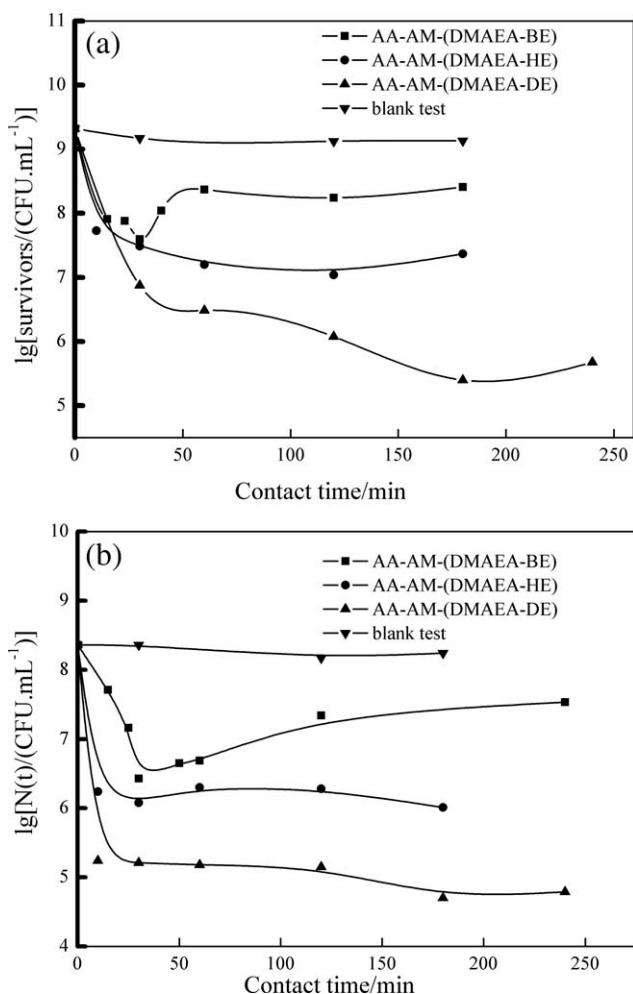 (a)
AA-AM-(DMAEA-BE)
AA-AM-(DMAEA-HE)
AA-AM-(DMAEA-DE)
blank test
11
10
9
8
7
6
5
lg[survivors/(CFU.mL⁻¹)]
0 50 100 150 200 250
Contact time/min
(b)
AA-AM-(DMAEA-BE)
AA-AM-(DMAEA-HE)
AA-AM-(DMAEA-DE)
blank test
10
9
8
7
6
5
4
lg[N(t)/(CFU.mL⁻¹)]
0 50 100 150 200 250
Contact time/min